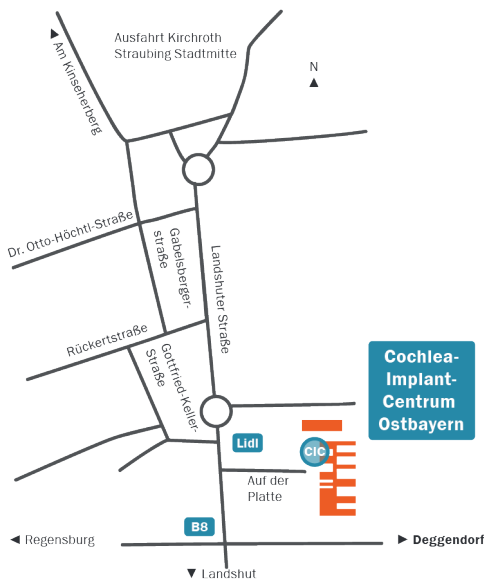 Ausfahrt Kirchroth
Straubing Stadtmitte
N
Am Kinseherberg
Dr. Otto-Höchtl-Straße
Gabelsberger-
straße
Landshuter Straße
Rückertstraße
Gottfried-Keller-
Straße
Cochlea-
Implant-
Centrum
Ostbayern
Lidl
CIC
Auf der
Platte
B8
Regensburg
Deggendorf
Landshut